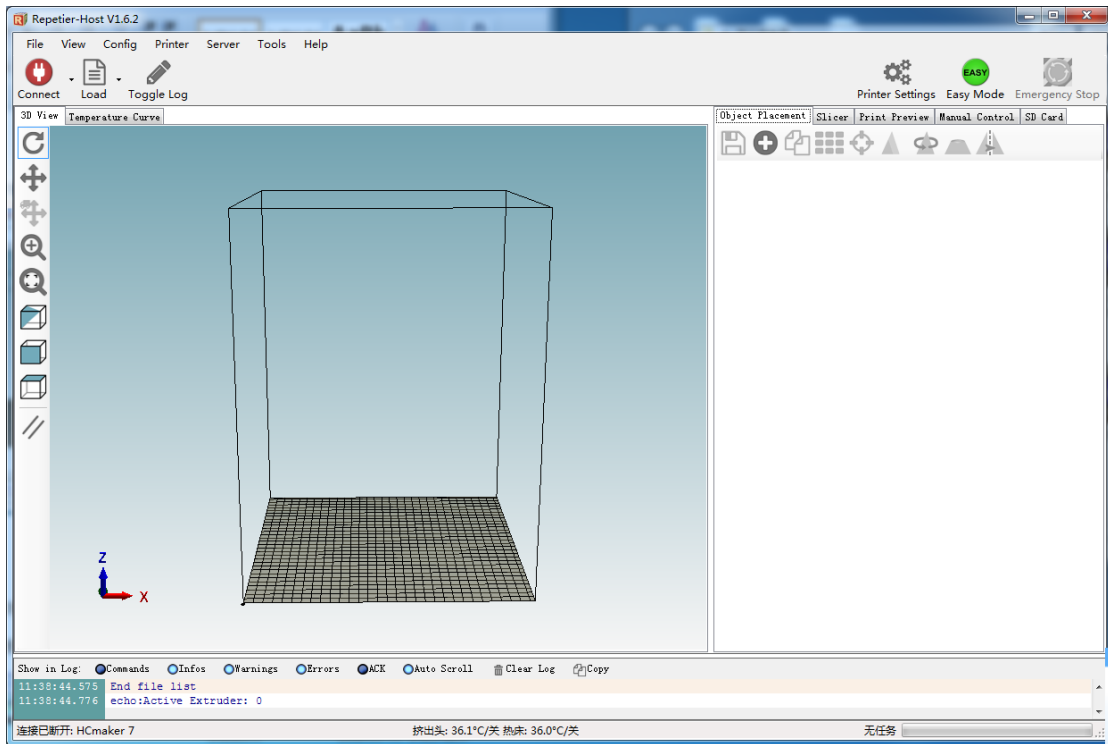 Repetier-Host V1.6.2
File View Config Printer Server Tools Help
Connect Load Toggle Log Printer Settings EASY Easy Mode Emergency Stop
3D View Temperature Curve Object Placement Slicer Print Preview Manual Control SD Card
Z
X
Show in Log: Commands Infos Warnings Errors ACK Auto Scroll Clear Log Copy
11:38:44.575 End file list
11:38:44.776 echo:Active Extruder: 0
连接已断开: HCmaker 7 挤出头: 36.1°C/关 热床: 36.0°C/关 无任务